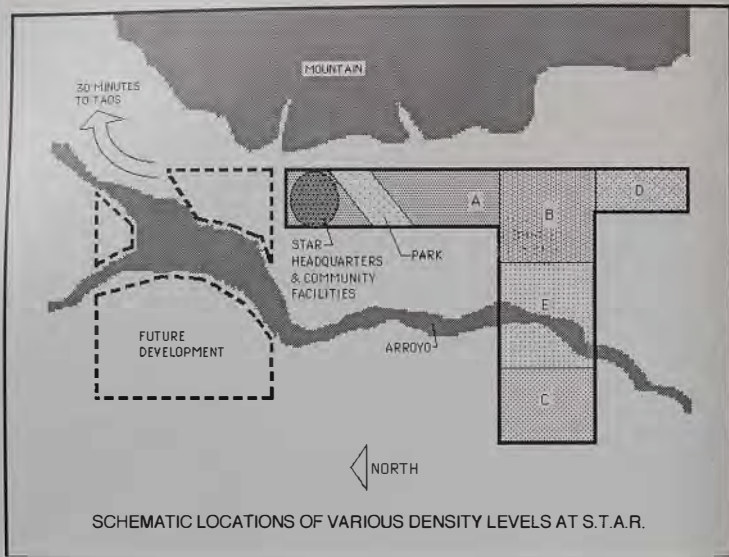 MOUNTAIN
30 MINUTES
TO TAOS
A
B
D
STAR
HEADQUARTERS
& COMMUNITY
FACILITIES
PARK
E
FUTURE
DEVELOPMENT
ARROYO
C
NORTH
SCHEMATIC LOCATIONS OF VARIOUS DENSITY LEVELS AT S.T.A.R.